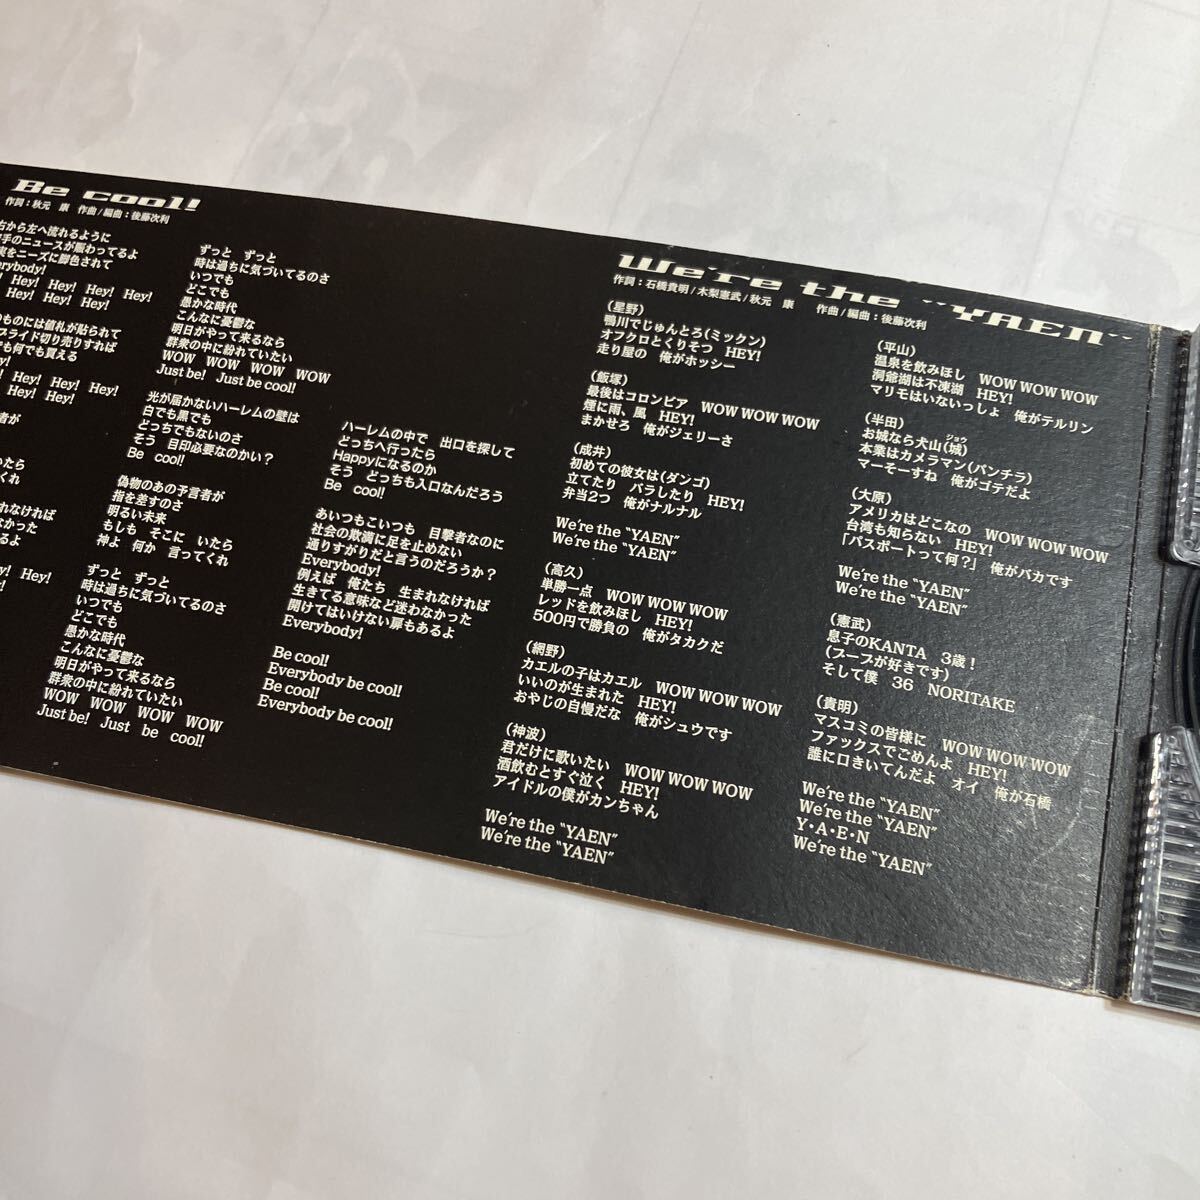 Be cool!
作詞：秋元 康 作曲/編曲：後藤次利
右から左へ流れるように
手のニュースが賑わってるよ
実をニーズに脚色されて
erybody!
Hey! Hey! Hey! Hey!
Hey! Hey! Hey!
のものには値札が貼られて
プライド切り売りすれば
も何でも買える
y!
Hey! Hey! Hey!
Hey! Hey!
者が
いたら
くれ
れなければ
なかった
るよ
y! Hey!
ずっと ずっと
時は過ちに気づいてるのさ
いつでも
どこでも
愚かな時代
こんなに憂鬱な
明日がやって来るなら
群衆の中に紛れていたい
WOW WOW WOW WOW
Just be! Just be cool!
光が届かないハーレムの壁は
白でも黒でも
どっちでもないのさ
そう 目印必要なのかい？
Be cool!
偽物のあの予言者が
指を差すのさ
明るい未来
もしも そこに いたら
神よ 何か 言ってくれ
ずっと ずっと
時は過ちに気づいてるのさ
いつでも
どこでも
愚かな時代
こんなに憂鬱な
明日がやって来るなら
群衆の中に紛れていたい
WOW WOW WOW WOW
Just be! Just be cool!
ハーレムの中で 出口を探して
どっちへ行ったら
Happyになるのか
そう どっちも入口なんだろう
Be cool!
あいつもこいつも 目撃者なのに
社会の欺瞞に足を止めない
通りすがりだと言うのだろうか？
Everybody!
例えば 俺たち 生まれなければ
生きてる意味など迷わなかった
開けてはいけない扉もあるよ
Everybody!
Be cool!
Everybody be cool!
Be cool!
Everybody be cool!
We're the "YAEN"
作詞：石橋貴明/木梨憲武/秋元 康 作曲/編曲：後藤次利
（星野）
鴨川でじゅんとろ(ミックン)
オフクロとくりそつ HEY!
走り屋の 俺がホッシー
（飯塚）
最後はコロンビア WOW WOW WOW
煙に雨、風 HEY!
まかせろ 俺がジェリーさ
（成井）
初めての彼女は(ダンゴ)
立てたり バラしたり HEY!
弁当2つ 俺がナルナル
We're the "YAEN"
We're the "YAEN"
（高久）
単勝一点 WOW WOW WOW
レッドを飲みほし HEY!
500円で勝負の 俺がタカクだ
（網野）
カエルの子はカエル WOW WOW WOW
いいのが生まれた HEY!
おやじの自慢だな 俺がシュウです
（神波）
君だけに歌いたい WOW WOW WOW
酒飲むとすぐ泣く HEY!
アイドルの僕がカンちゃん
We're the "YAEN"
We're the "YAEN"
（平山）
温泉を飲みほし WOW WOW WOW
洞爺湖は不凍湖 HEY!
マリモはいないっしょ 俺がテルリン
（半田）
ジョウ
お城なら犬山(城)
本業はカメラマン(パンチラ)
マーそーすね 俺がゴテだよ
（大原）
アメリカはどこなの WOW WOW WOW
台湾も知らない HEY!
「パスポートって何？」 俺がバカです
We're the "YAEN"
We're the "YAEN"
（憲武）
息子のKANTA 3歳！
(フープが好きです)
そして僕 36 NORITAKE
（貴明）
マスコミの皆様に WOW WOW WOW
ファックスでごめんよ HEY!
誰に口きいてんだよ オイ 俺が石橋
We're the "YAEN"
We're the "YAEN"
Y・A・E・N
We're the "YAEN"